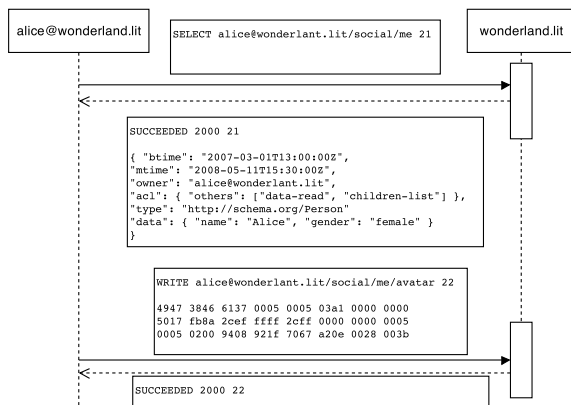 alice@wonderland.lit
SELECT alice@wonderlant.lit/social/me 21
wonderland.lit
SUCCEEDED 2000 21
{ "btime": "2007-03-01T13:00:00Z",
"mtime": "2008-05-11T15:30:00Z",
"owner": "alice@wonderlant.lit",
"acl": { "others": ["data-read", "children-list"] },
"type": "http://schema.org/Person"
"data": { "name": "Alice", "gender": "female" }
}
WRITE alice@wonderlant.lit/social/me/avatar 22
4947 3846 6137 0005 0005 03a1 0000 0000
5017 fb8a 2cef ffff 2cff 0000 0000 0005
0005 0200 9408 921f 7067 a20e 0028 003b
SUCCEEDED 2000 22